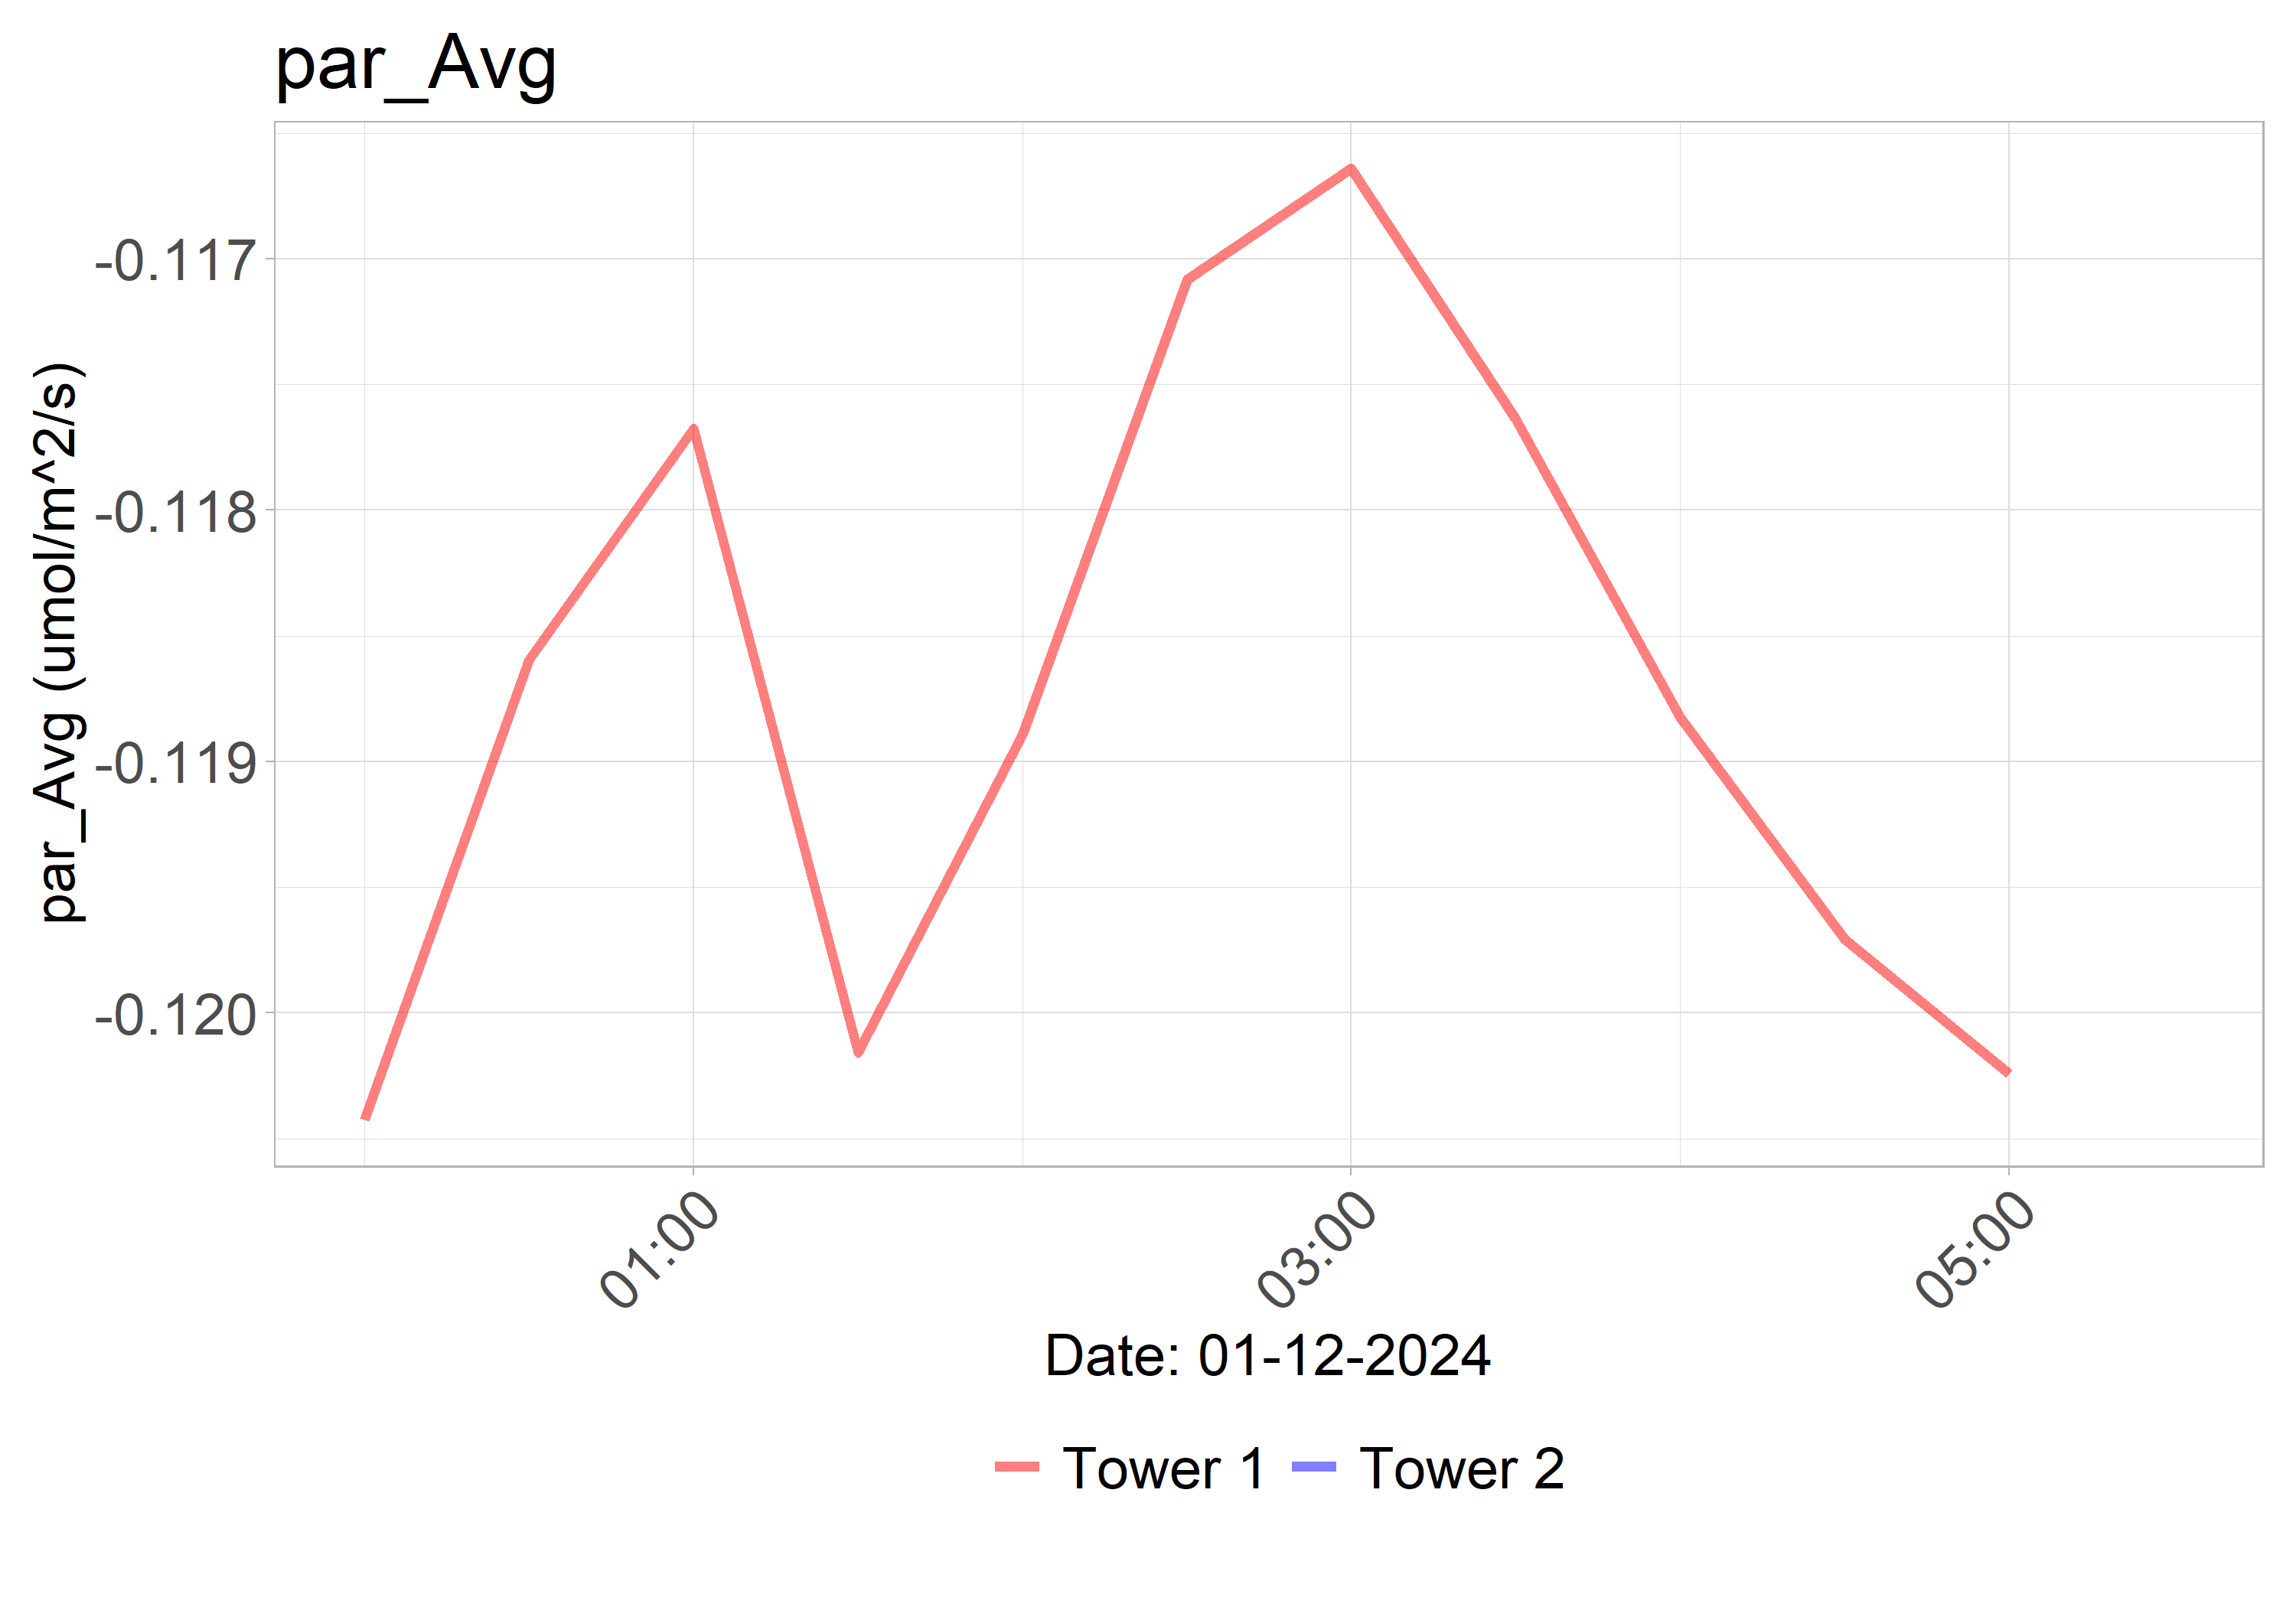 par_Avg
par_Avg (umol/m^2/s)
-0.117
-0.118
-0.119
-0.120
01:00
03:00
05:00
Date: 01-12-2024
Tower 1
Tower 2